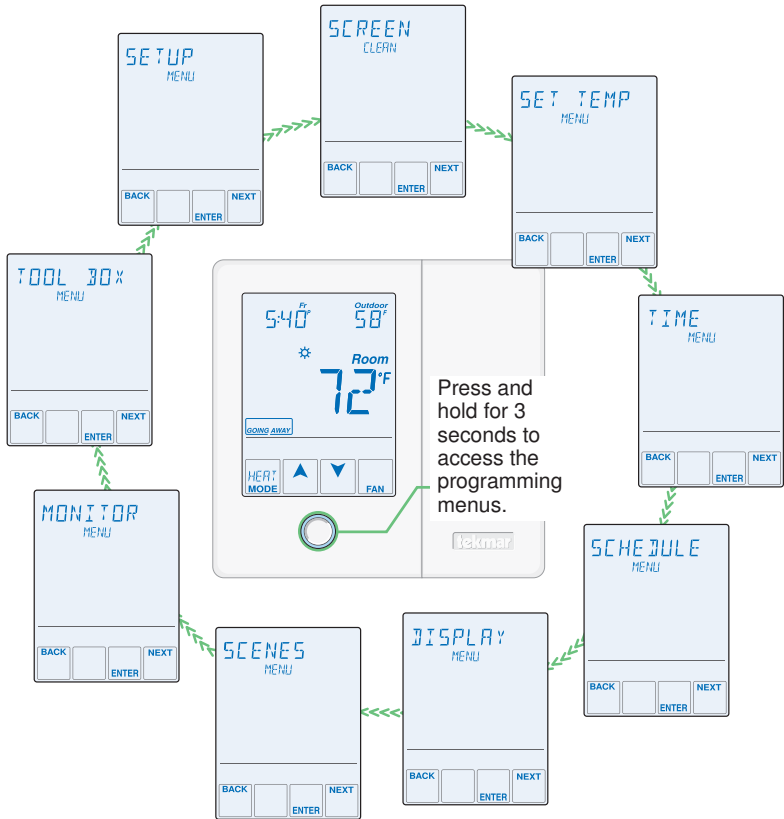 SCREEN
CLEAN
BACK
ENTER
NEXT
SET TEMP
MENU
BACK
ENTER
NEXT
TIME
MENU
BACK
ENTER
NEXT
SCHEDULE
MENU
BACK
ENTER
NEXT
DISPLAY
MENU
BACK
ENTER
NEXT
SCENES
MENU
BACK
ENTER
NEXT
MONITOR
MENU
BACK
ENTER
NEXT
TOOL BOX
MENU
BACK
ENTER
NEXT
SETUP
MENU
BACK
ENTER
NEXT
Fr
5:40P
Outdoor
58°F
Room
72°F
GOING AWAY
HEAT
MODE
FAN
tekmar
Press and
hold for 3
seconds to
access the
programming
menus.